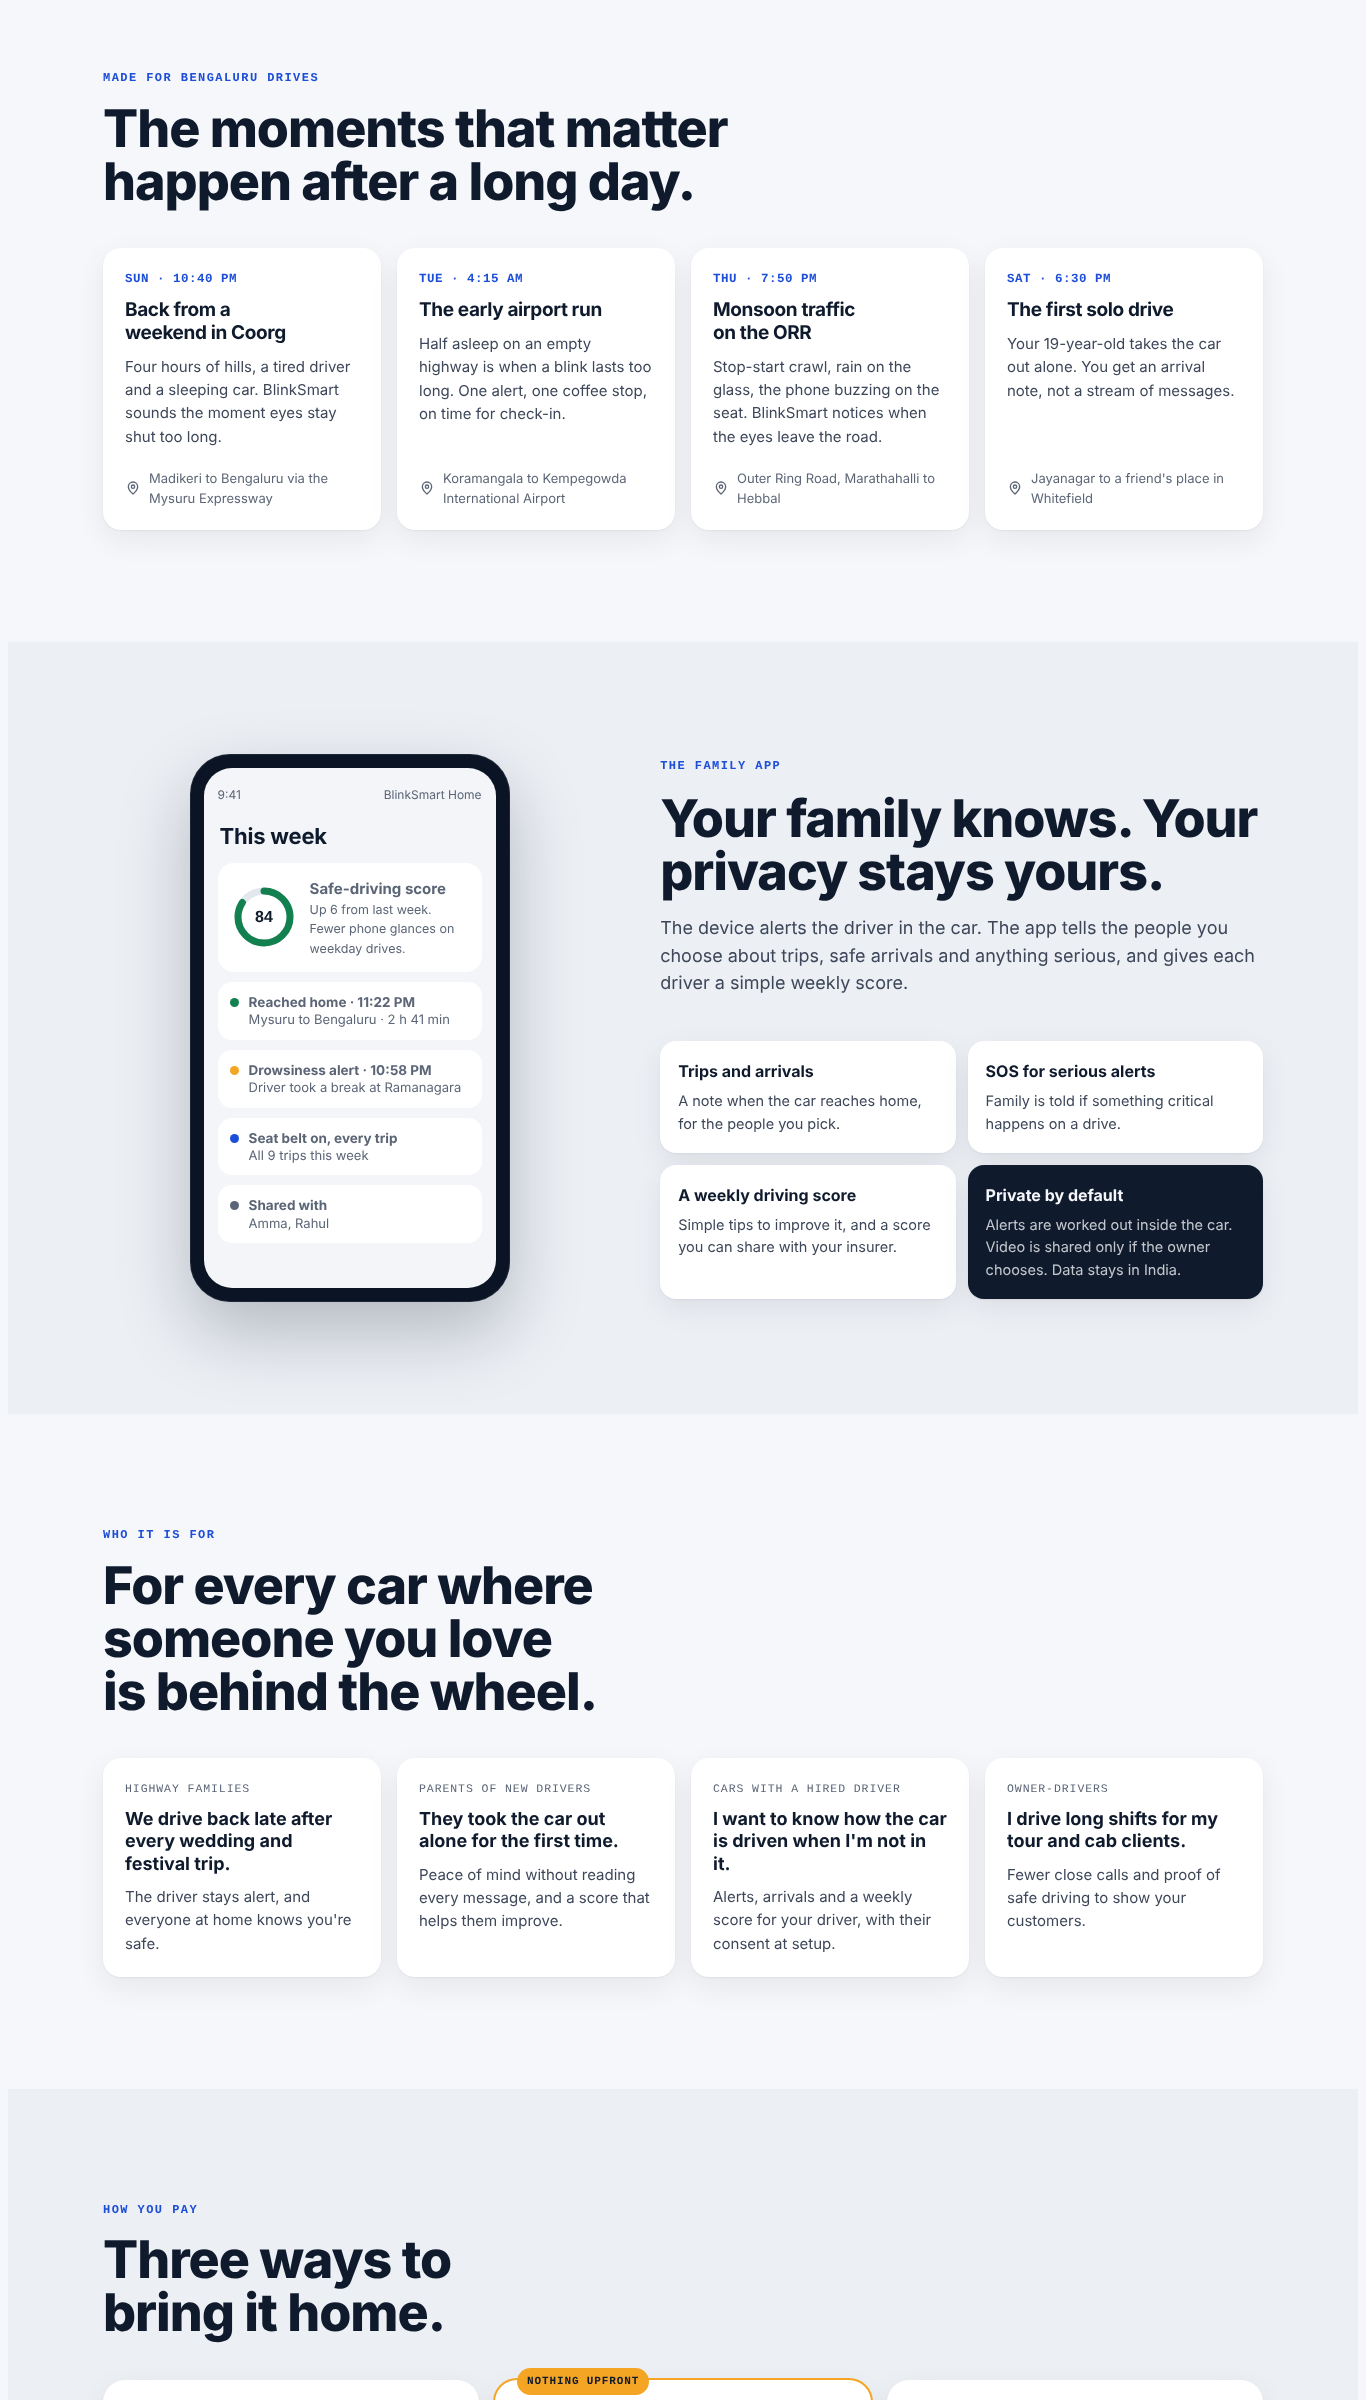 MADE FOR BENGALURU DRIVES
The moments that matter
happen after a long day.
SUN · 10:40 PM
Back from a
weekend in Coorg
Four hours of hills, a tired driver
and a sleeping car. BlinkSmart
sounds the moment eyes stay
shut too long.
Madikeri to Bengaluru via the
Mysuru Expressway
TUE · 4:15 AM
The early airport run
Half asleep on an empty
highway is when a blink lasts too
long. One alert, one coffee stop,
on time for check-in.
Koramangala to Kempegowda
International Airport
THU · 7:50 PM
Monsoon traffic
on the ORR
Stop-start crawl, rain on the
glass, the phone buzzing on the
seat. BlinkSmart notices when
the eyes leave the road.
Outer Ring Road, Marathahalli to
Hebbal
SAT · 6:30 PM
The first solo drive
Your 19-year-old takes the car
out alone. You get an arrival
note, not a stream of messages.
Jayanagar to a friend's place in
Whitefield
9:41
BlinkSmart Home
This week
84
Safe-driving score
Up 6 from last week.
Fewer phone glances on
weekday drives.
Reached home · 11:22 PM
Mysuru to Bengaluru · 2 h 41 min
Drowsiness alert · 10:58 PM
Driver took a break at Ramanagara
Seat belt on, every trip
All 9 trips this week
Shared with
Amma, Rahul
THE FAMILY APP
Your family knows. Your
privacy stays yours.
The device alerts the driver in the car. The app tells the people you
choose about trips, safe arrivals and anything serious, and gives each
driver a simple weekly score.
Trips and arrivals
A note when the car reaches home,
for the people you pick.
SOS for serious alerts
Family is told if something critical
happens on a drive.
A weekly driving score
Simple tips to improve it, and a score
you can share with your insurer.
Private by default
Alerts are worked out inside the car.
Video is shared only if the owner
chooses. Data stays in India.
WHO IT IS FOR
For every car where
someone you love
is behind the wheel.
HIGHWAY FAMILIES
We drive back late after
every wedding and
festival trip.
The driver stays alert, and
everyone at home knows you're
safe.
PARENTS OF NEW DRIVERS
They took the car out
alone for the first time.
Peace of mind without reading
every message, and a score that
helps them improve.
CARS WITH A HIRED DRIVER
I want to know how the car
is driven when I'm not in
it.
Alerts, arrivals and a weekly
score for your driver, with their
consent at setup.
OWNER-DRIVERS
I drive long shifts for my
tour and cab clients.
Fewer close calls and proof of
safe driving to show your
customers.
HOW YOU PAY
Three ways to
bring it home.
NOTHING UPFRONT